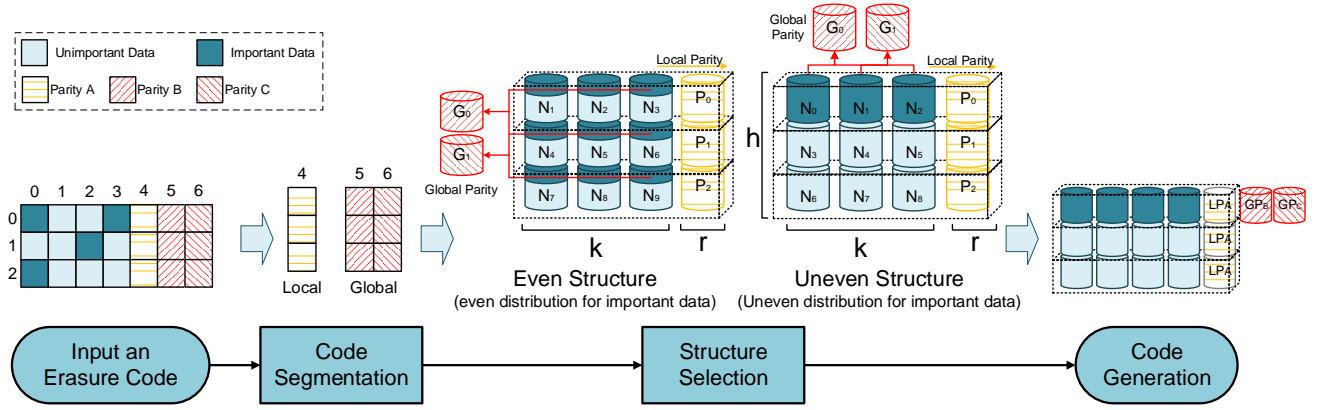 Unimportant Data
Important Data
Parity A
Parity B
Parity C
0 1 2 3 4 5 6
0
1
2
4
5 6
Local
Global
G0
G1
Global Parity
Local Parity
N1 N2 N3 P0
N4 N5 N6 P1
N7 N8 N9 P2
k
r
Even Structure
(even distribution for important data)
Global
Parity
G0 G1
Local Parity
h
N0 N1 N2 P0
N3 N4 N5 P1
N6 N7 N8 P2
k
r
Uneven Structure
(Uneven distribution for important data)
LPA GPB GPC
LPA
LPA
Input an
Erasure Code
Code
Segmentation
Structure
Selection
Code
Generation